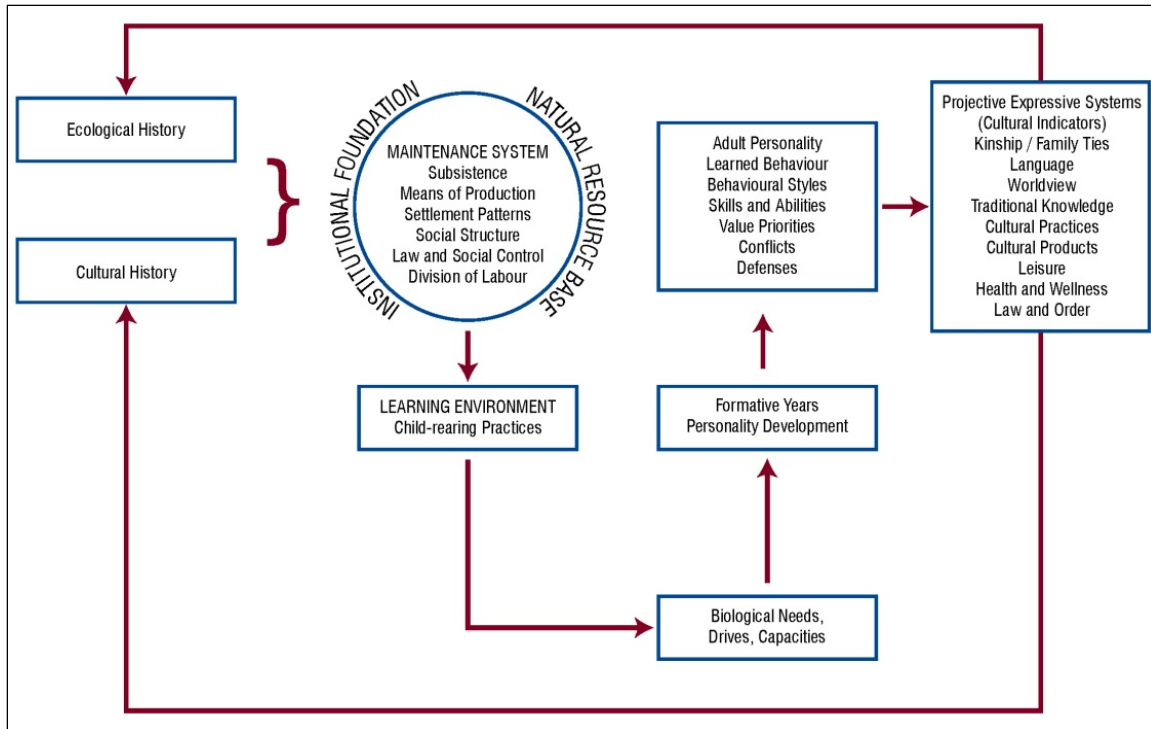 Ecological History
Cultural History
INSTITUTIONAL FOUNDATION
NATURAL RESOURCE BASE
MAINTENANCE SYSTEM
Subsistence
Means of Production
Settlement Patterns
Social Structure
Law and Social Control
Division of Labour
LEARNING ENVIRONMENT
Child-rearing Practices
Biological Needs,
Drives, Capacities
Formative Years
Personality Development
Adult Personality
Learned Behaviour
Behavioural Styles
Skills and Abilities
Value Priorities
Conflicts
Defenses
Projective Expressive Systems
(Cultural Indicators)
Kinship / Family Ties
Language
Worldview
Traditional Knowledge
Cultural Practices
Cultural Products
Leisure
Health and Wellness
Law and Order